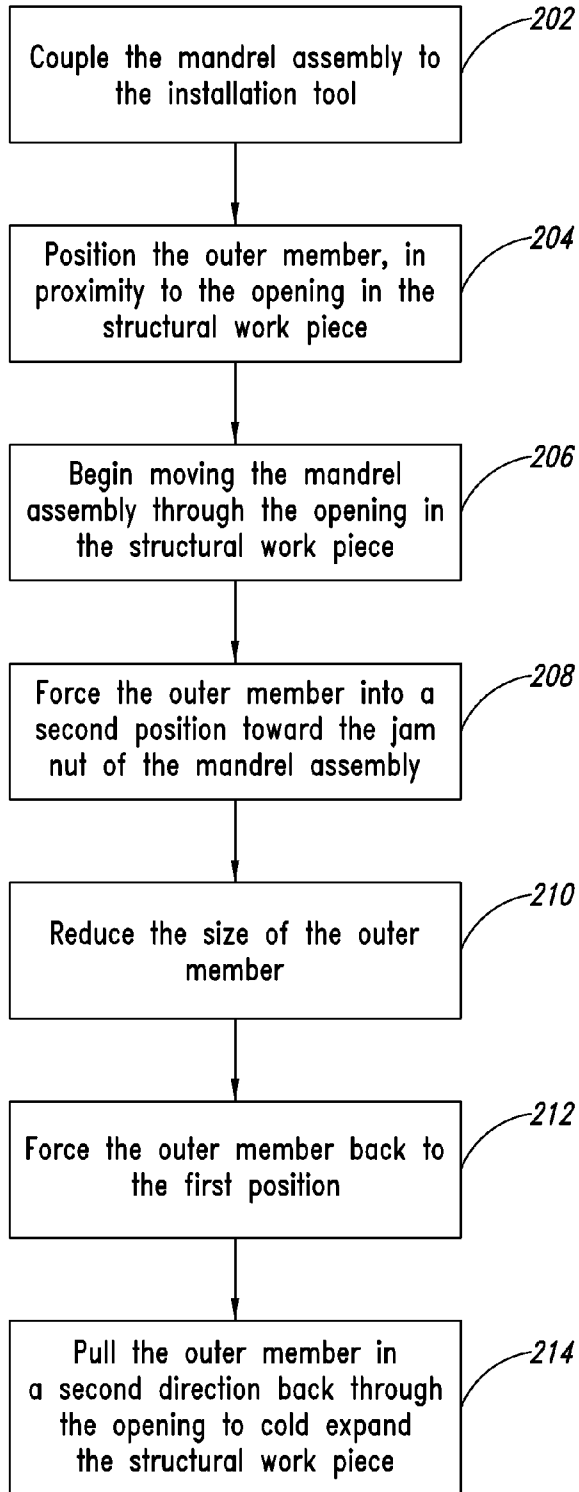 202
Couple the mandrel assembly to
the installation tool
204
Position the outer member, in
proximity to the opening in the
structural work piece
206
Begin moving the mandrel
assembly through the opening in
the structural work piece
208
Force the outer member into a
second position toward the jam
nut of the mandrel assembly
210
Reduce the size of the outer
member
212
Force the outer member back to
the first position
214
Pull the outer member in
a second direction back through
the opening to cold expand
the structural work piece